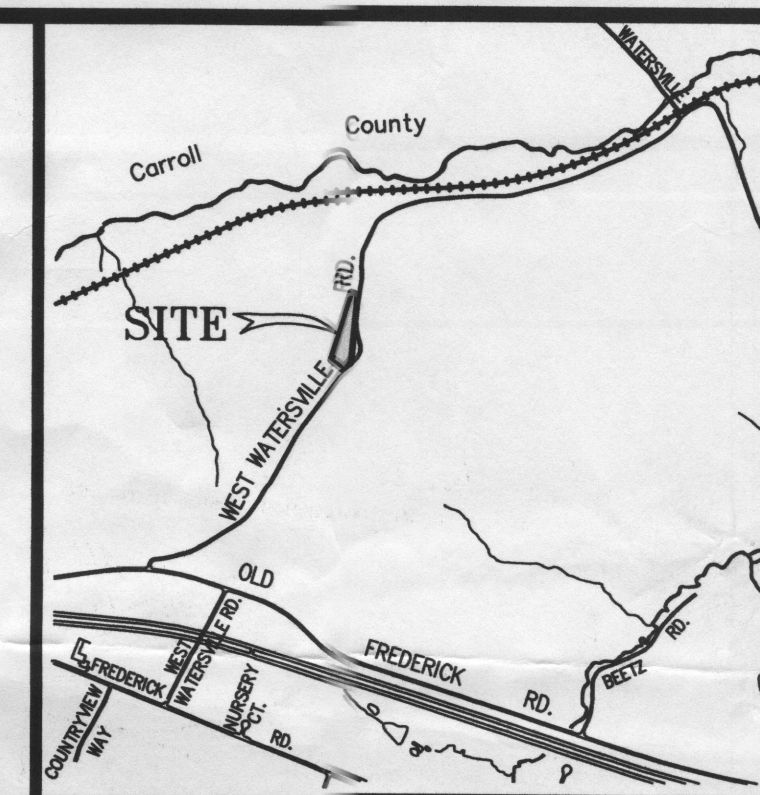 WATERSVILLE
County
Carroll
RD.
SITE
WEST WATERSVILLE
OLD
WEST
WATERSVILLE RD.
FREDERICK
RD.
BEETZ
RD.
FREDERICK
RD.
NURSERY
CT.
COUNTRYVIEW
WAY